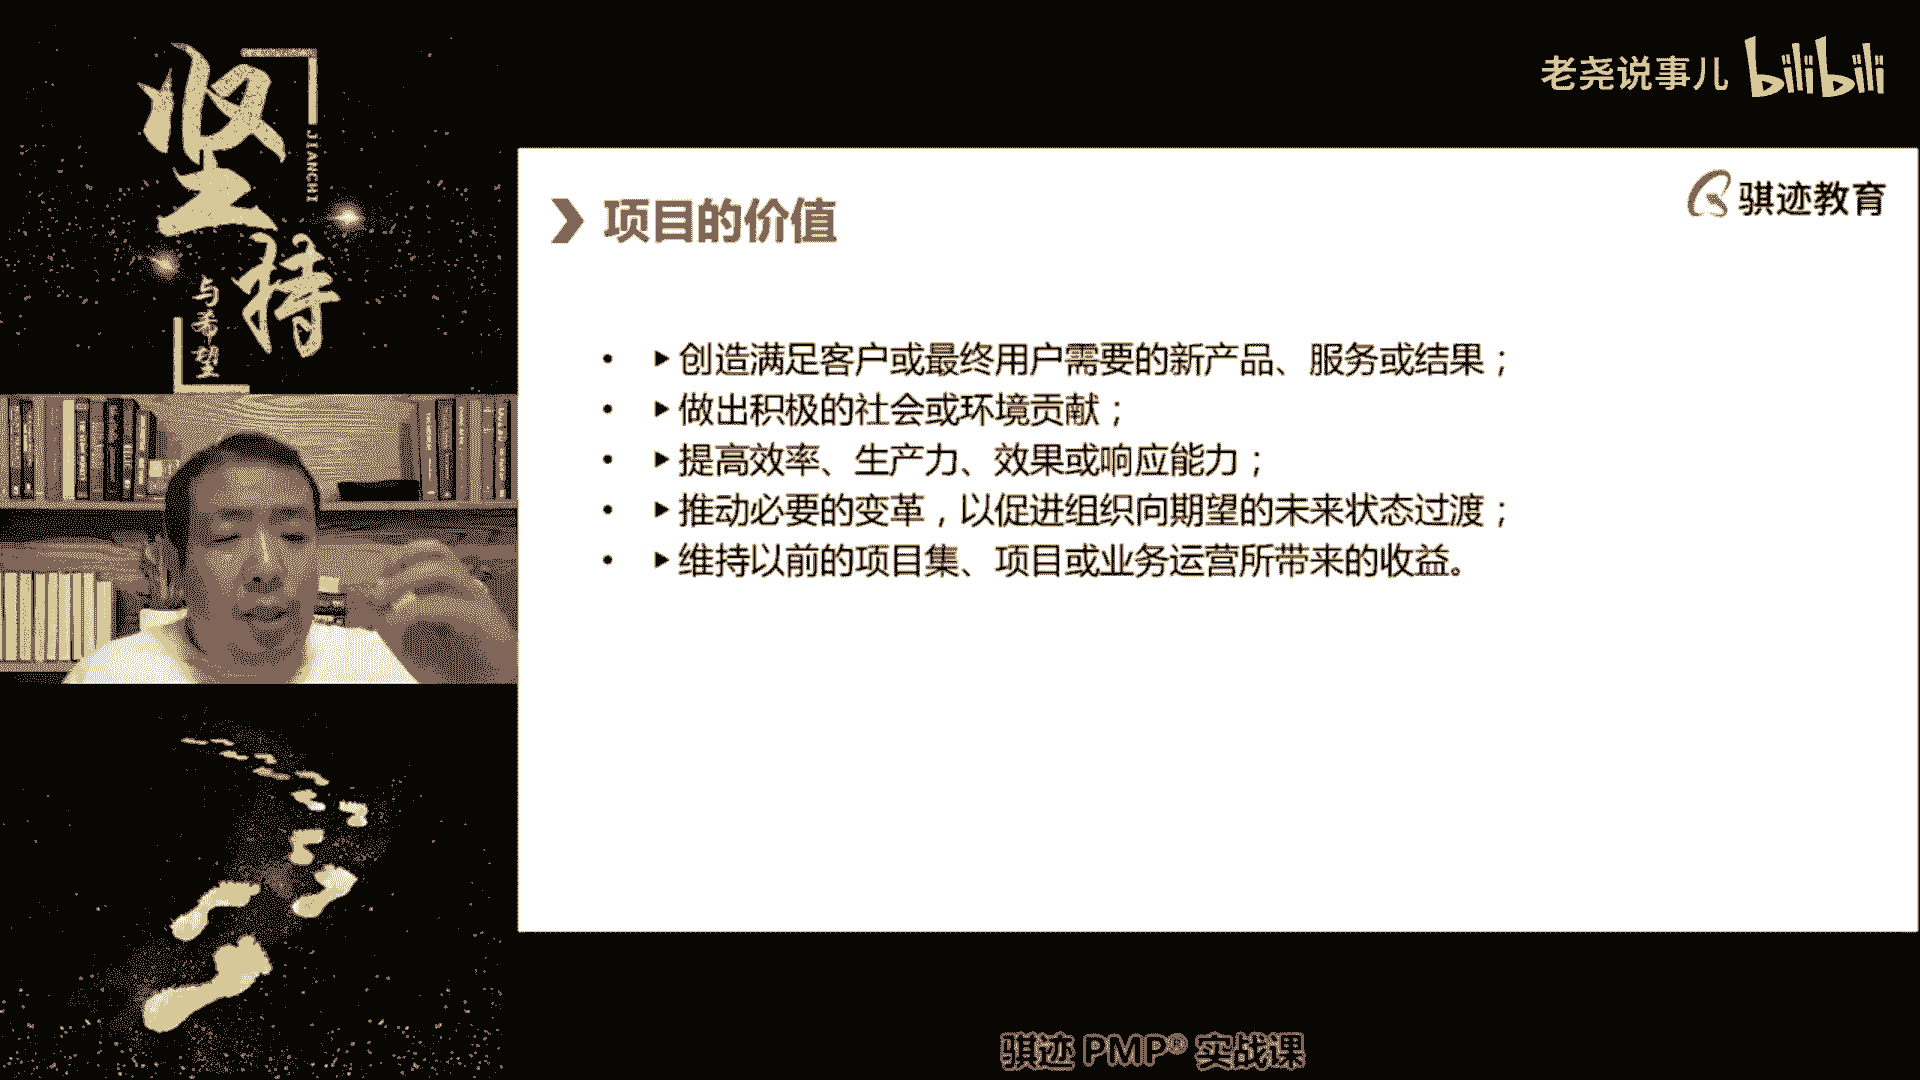 坚持
JIANCHI
与希望
老尧说事儿 bilibili
骐迹教育
项目的价值
• ▶创造满足客户或最终用户需要的新产品、服务或结果；
• ▶做出积极的社会或环境贡献；
• ▶提高效率、生产力、效果或响应能力；
• ▶推动必要的变革，以促进组织向期望的未来状态过渡；
• ▶维持以前的项目集、项目或业务运营所带来的收益。
骐迹 PMP® 实战课